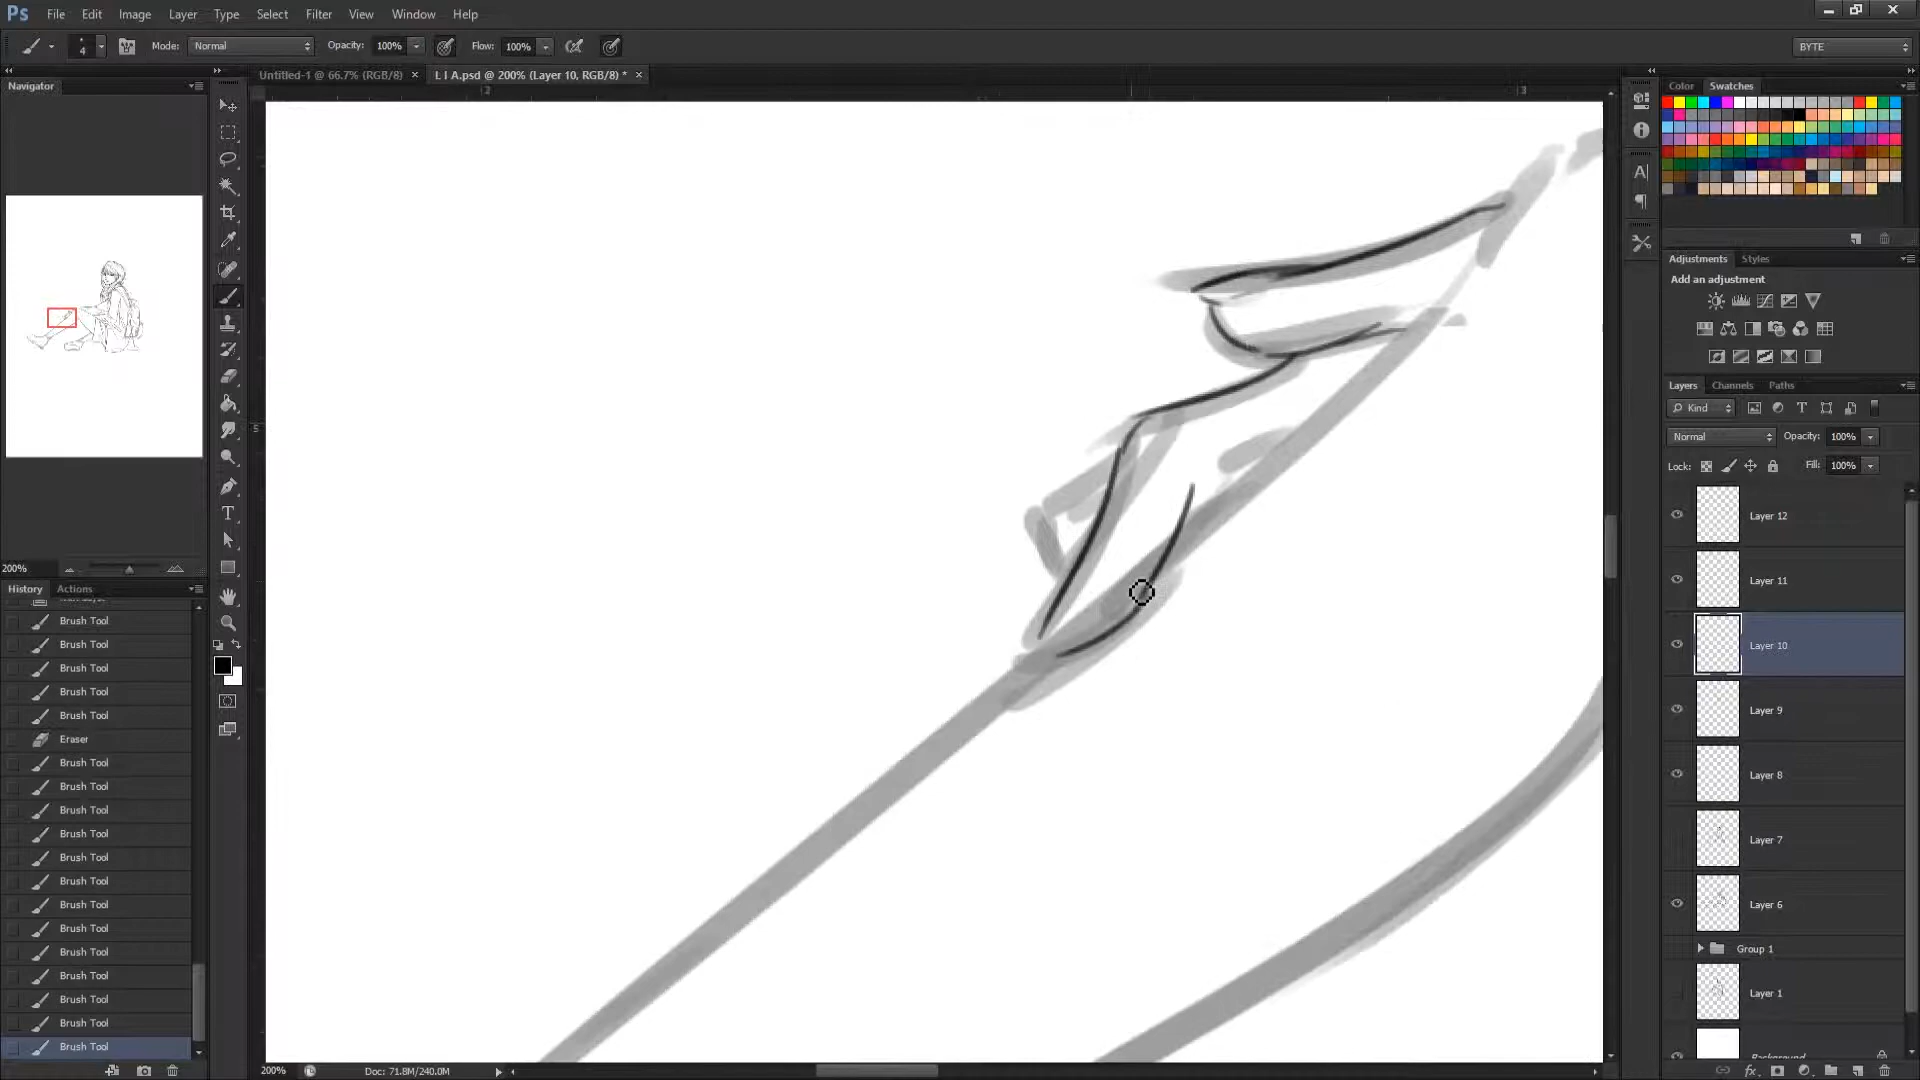 Ps File Edit Image Layer Type Select Filter View Window Help
4 Mode: Normal Opacity: 100% Flow: 100% BYTE
Untitled-1 @ 66.7% (RGB/8) × L I A.psd @ 200% (Layer 10, RGB/8) * ×
Navigator
200%
History Actions
Brush Tool
Brush Tool
Brush Tool
Brush Tool
Brush Tool
Eraser
Brush Tool
Brush Tool
Brush Tool
Brush Tool
Brush Tool
Brush Tool
Brush Tool
Brush Tool
Brush Tool
Brush Tool
Brush Tool
Brush Tool
Brush Tool
2 3
5
200% Doc: 71.8M/240.0M
Color Swatches
Adjustments Styles
Add an adjustment
Layers Channels Paths
Kind
Normal Opacity: 100%
Lock: Fill: 100%
Layer 12
Layer 11
Layer 10
Layer 9
Layer 8
Layer 7
Layer 6
Group 1
Layer 1
Background